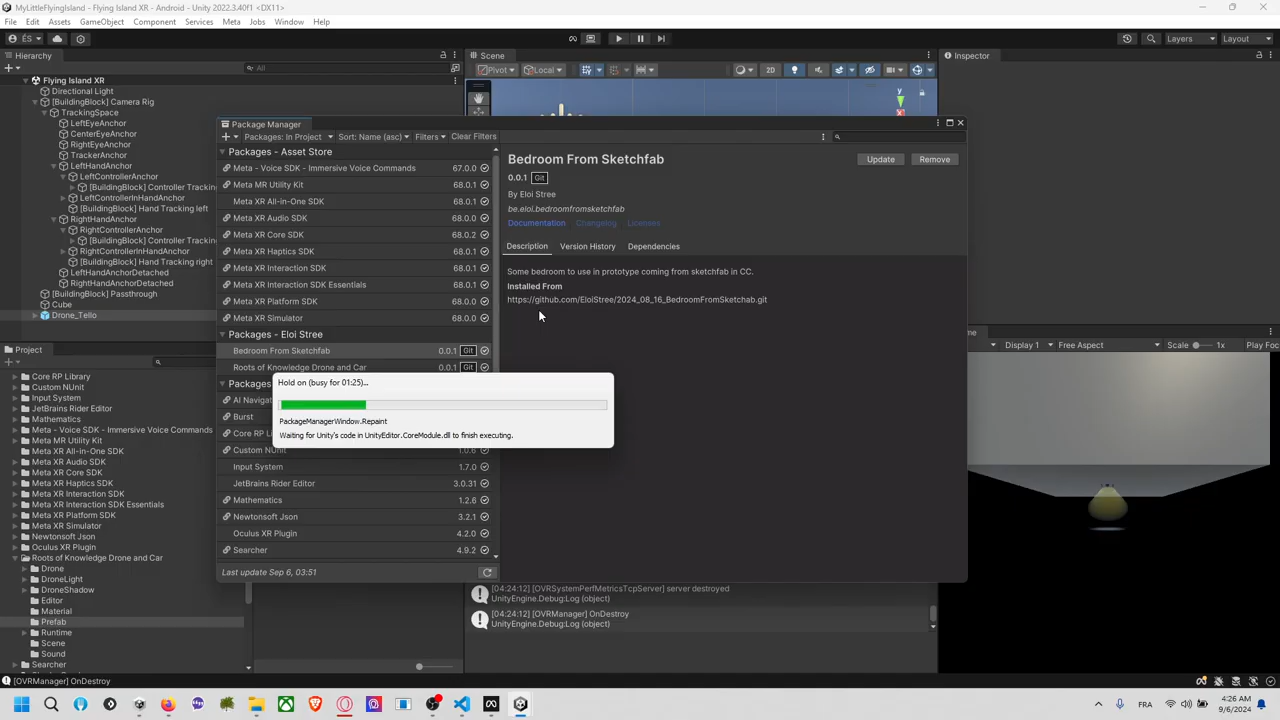 MyLittleFlyingIsland - Flying Island XR - Android - Unity 2022.3.40f1 <DX11>
File Edit Assets GameObject Component Services Meta Jobs Window Help
ÉS
Layers
Layout
Hierarchy
All
Flying Island XR
Directional Light
[BuildingBlock] Camera Rig
TrackingSpace
LeftEyeAnchor
CenterEyeAnchor
RightEyeAnchor
TrackerAnchor
LeftHandAnchor
LeftControllerAnchor
[BuildingBlock] Controller Tracking
LeftControllerInHandAnchor
[BuildingBlock] Hand Tracking left
RightHandAnchor
RightControllerAnchor
[BuildingBlock] Controller Tracking
RightControllerInHandAnchor
[BuildingBlock] Hand Tracking right
LeftHandAnchorDetached
RightHandAnchorDetached
[BuildingBlock] Passthrough
Cube
Drone_Tello
Project
Core RP Library
Custom NUnit
Input System
JetBrains Rider Editor
Mathematics
Meta - Voice SDK - Immersive Voice Commands
Meta MR Utility Kit
Meta XR All-in-One SDK
Meta XR Audio SDK
Meta XR Core SDK
Meta XR Haptics SDK
Meta XR Interaction SDK
Meta XR Interaction SDK Essentials
Meta XR Platform SDK
Meta XR Simulator
Newtonsoft Json
Oculus XR Plugin
Roots of Knowledge Drone and Car
Drone
DroneLight
DroneShadow
Editor
Material
Prefab
Runtime
Scene
Sound
Searcher
Scene
Pivot
Local
2D
y
x
Inspector
Package Manager
Packages: In Project
Sort: Name (asc)
Filters
Clear Filters
Packages - Asset Store
Meta - Voice SDK - Immersive Voice Commands 67.0.0
Meta MR Utility Kit 68.0.1
Meta XR All-in-One SDK 68.0.1
Meta XR Audio SDK 68.0.0
Meta XR Core SDK 68.0.2
Meta XR Haptics SDK 68.0.1
Meta XR Interaction SDK 68.0.1
Meta XR Interaction SDK Essentials 68.0.1
Meta XR Platform SDK 68.0.0
Meta XR Simulator 68.0.0
Packages - Eloi Stree
Bedroom From Sketchfab 0.0.1 Git
Roots of Knowledge Drone and Car 0.0.1 Git
Packages
AI Navigat
Burst
Core RP L
Custom NUnit 1.0.6
Input System 1.7.0
JetBrains Rider Editor 3.0.31
Mathematics 1.2.6
Newtonsoft Json 3.2.1
Oculus XR Plugin 4.2.0
Searcher 4.9.2
Last update Sep 6, 03:51
Bedroom From Sketchfab
Update
Remove
0.0.1 Git
By Eloi Stree
be.eloi.bedroomfromsketchfab
Documentation Changelog Licenses
Description Version History Dependencies
Some bedroom to use in prototype coming from sketchfab in CC.
Installed From
https://github.com/EloiStree/2024_08_16_BedroomFromSketchab.git
Hold on (busy for 01:25)...
PackageManagerWindow.Repaint
Waiting for Unity's code in UnityEditor.CoreModule.dll to finish executing.
me
Display 1
Free Aspect
Scale
1x
Play Foc
[04:24:12] [OVRSystemPerfMetricsTcpServer] server destroyed
UnityEngine.Debug:Log (object)
[04:24:12] [OVRManager] OnDestroy
UnityEngine.Debug:Log (object)
[OVRManager] OnDestroy
FRA
4:26 AM
9/6/2024